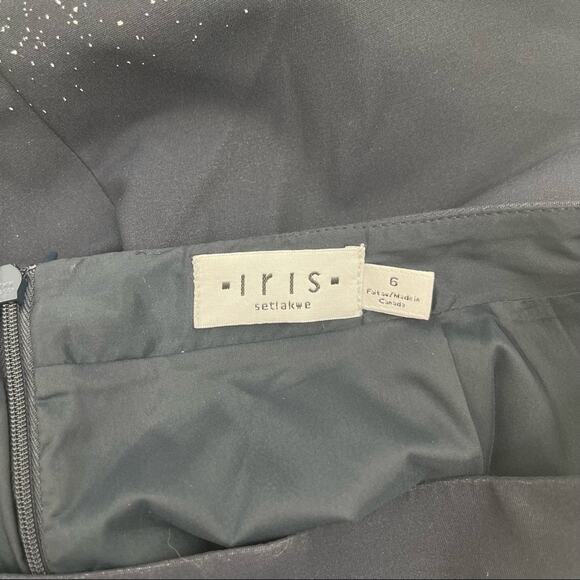 ▪IRIS▪
setlakwe
6
Fait au/Made in
Canada